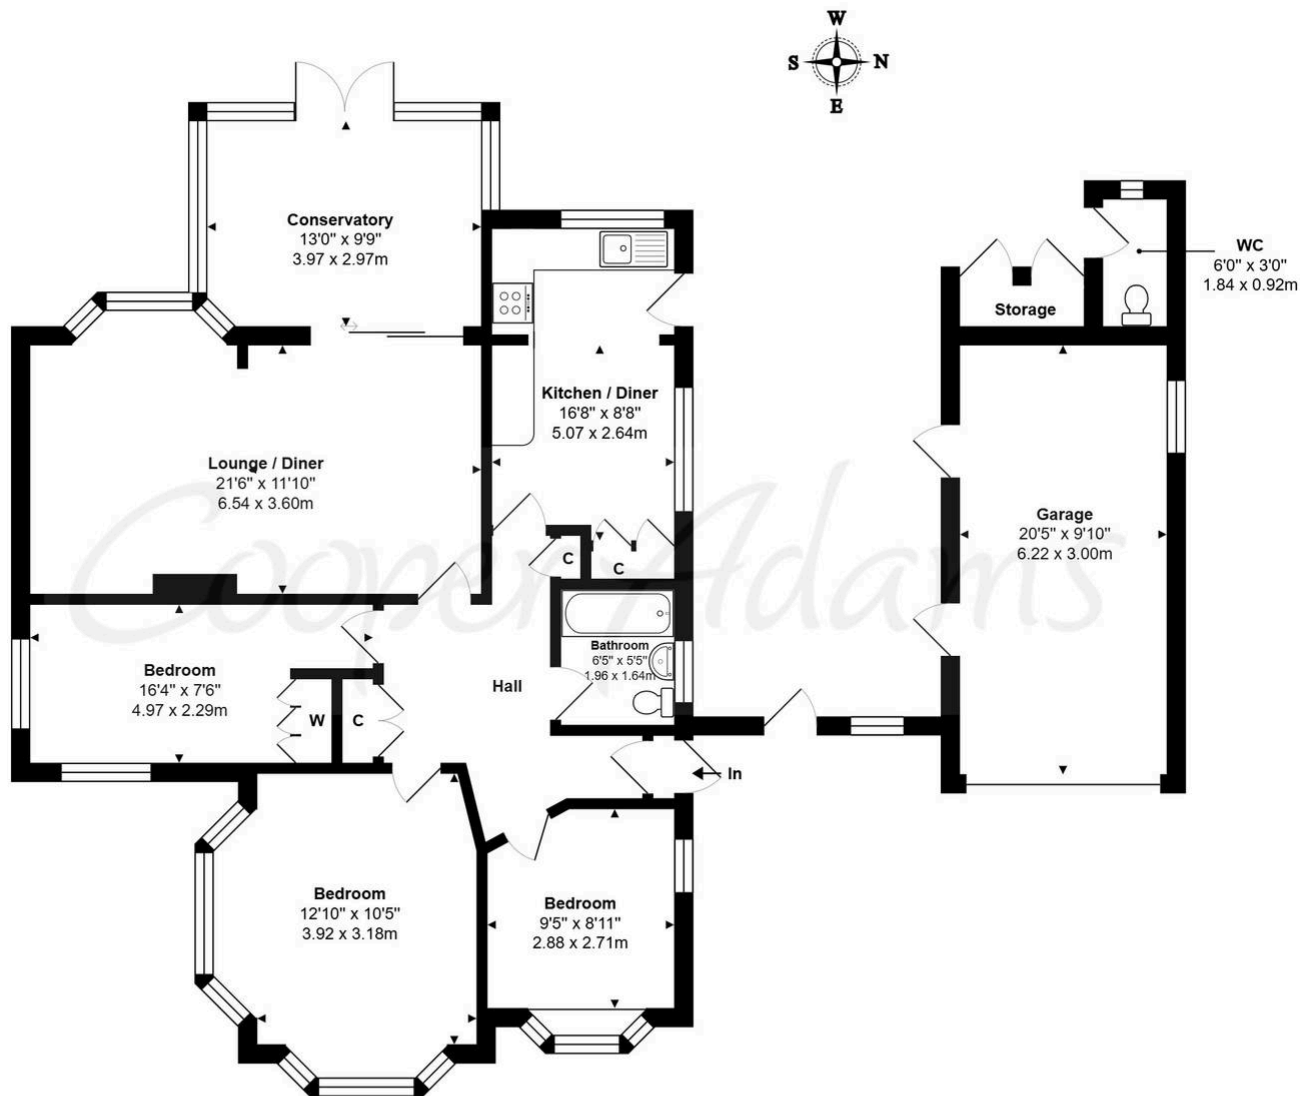 W
S
N
E
Conservatory
13'0" x 9'9"
3.97 x 2.97m
WC
6'0" x 3'0"
1.84 x 0.92m
Storage
Kitchen / Diner
16'8" x 8'8"
5.07 x 2.64m
Lounge / Diner
21'6" x 11'10"
6.54 x 3.60m
Garage
20'5" x 9'10"
6.22 x 3.00m
C
C
Cooper Adams
Bathroom
6'5" x 5'5"
1.96 x 1.64m
Bedroom
16'4" x 7'6"
4.97 x 2.29m
Hall
W
C
In
Bedroom
12'10" x 10'5"
3.92 x 3.18m
Bedroom
9'5" x 8'11"
2.88 x 2.71m